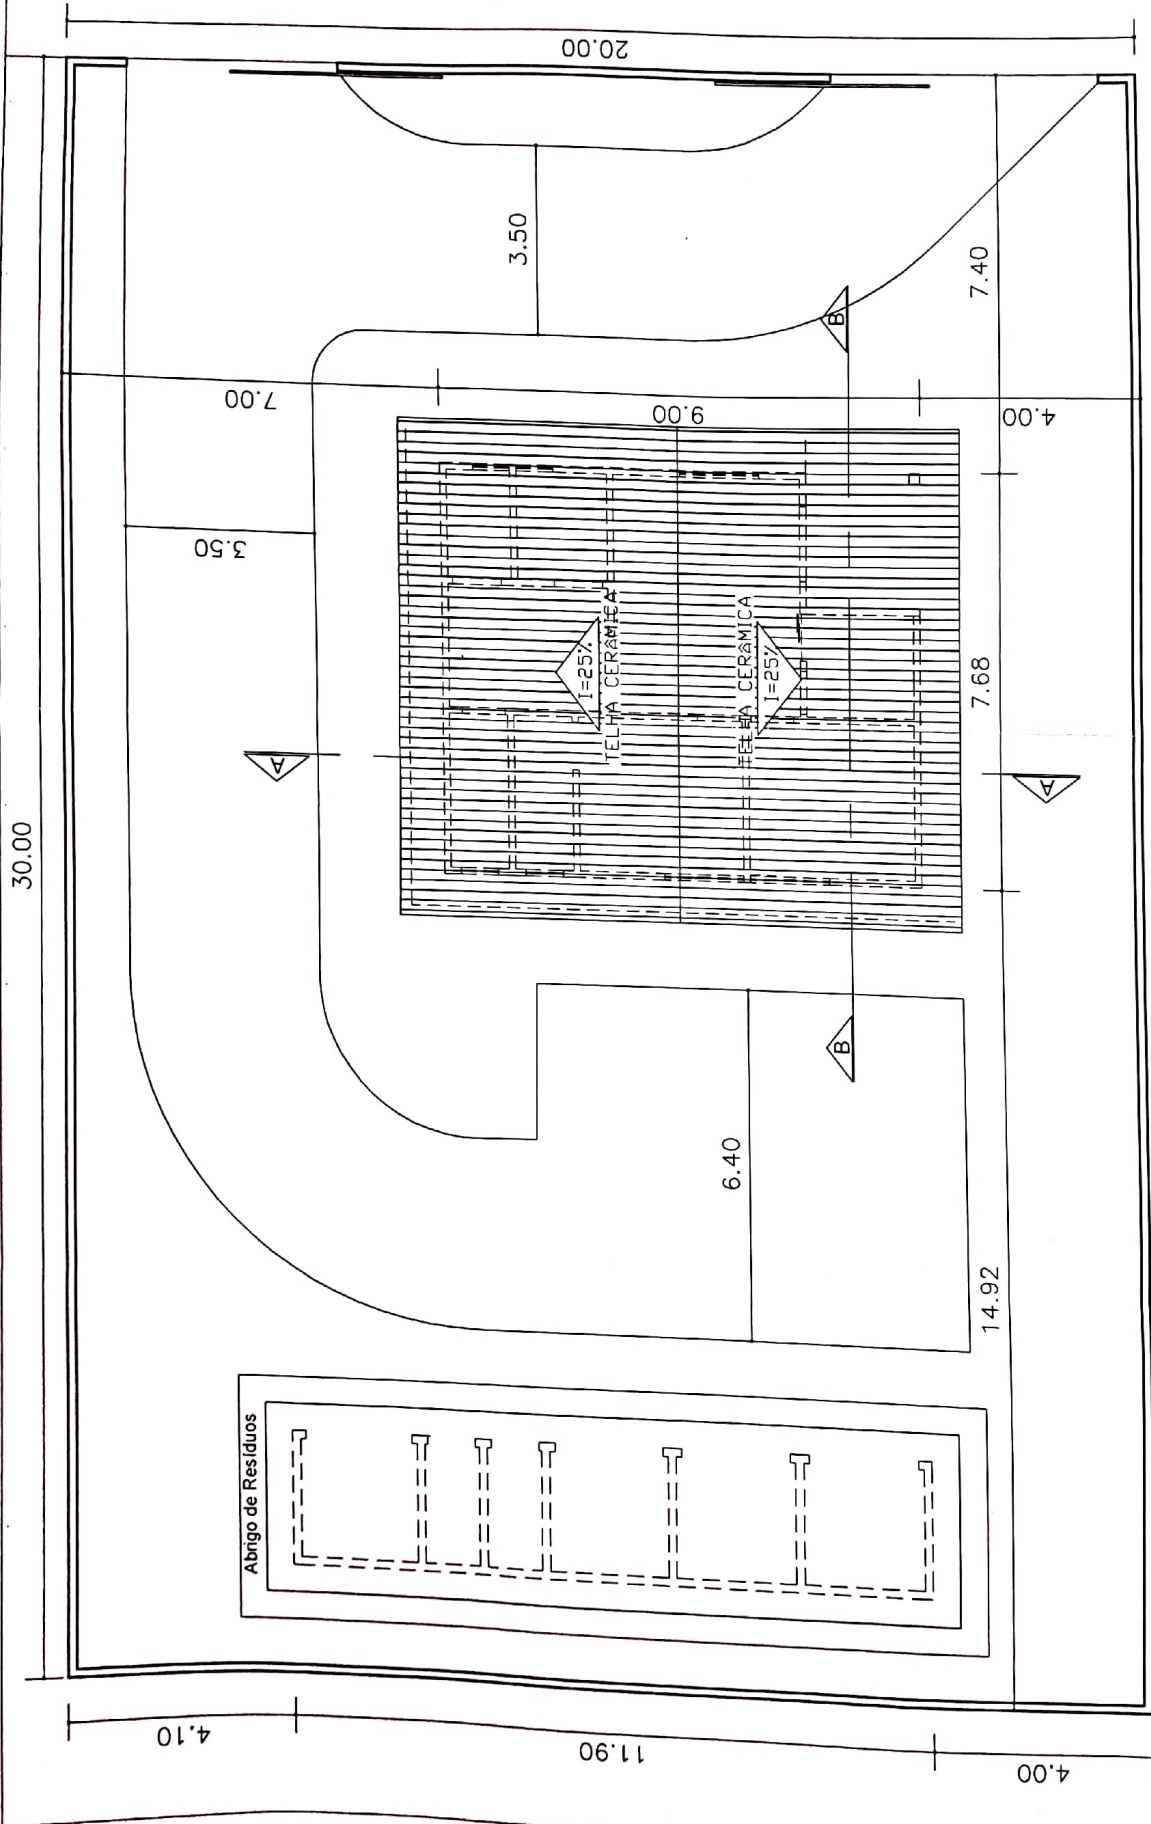 20.00
30.00
3.50
7.40
7.00
9.00
4.00
3.50
B
I=25%
TELHA CERÂMICA
TELHA CERÂMICA
I=25%
7.68
A
A
B
6.40
14.92
Abrigo de Resíduos
4.10
11.90
4.00